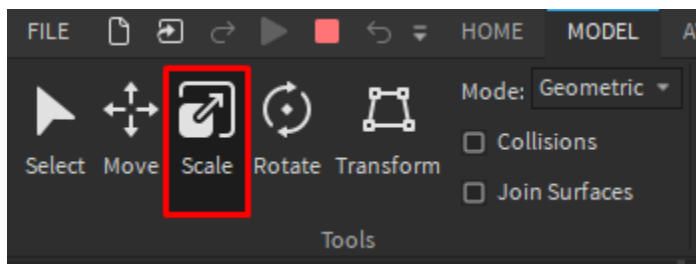 FILE HOME MODEL
Mode: Geometric
Collisions
Select Move Scale Rotate Transform
Join Surfaces
Tools